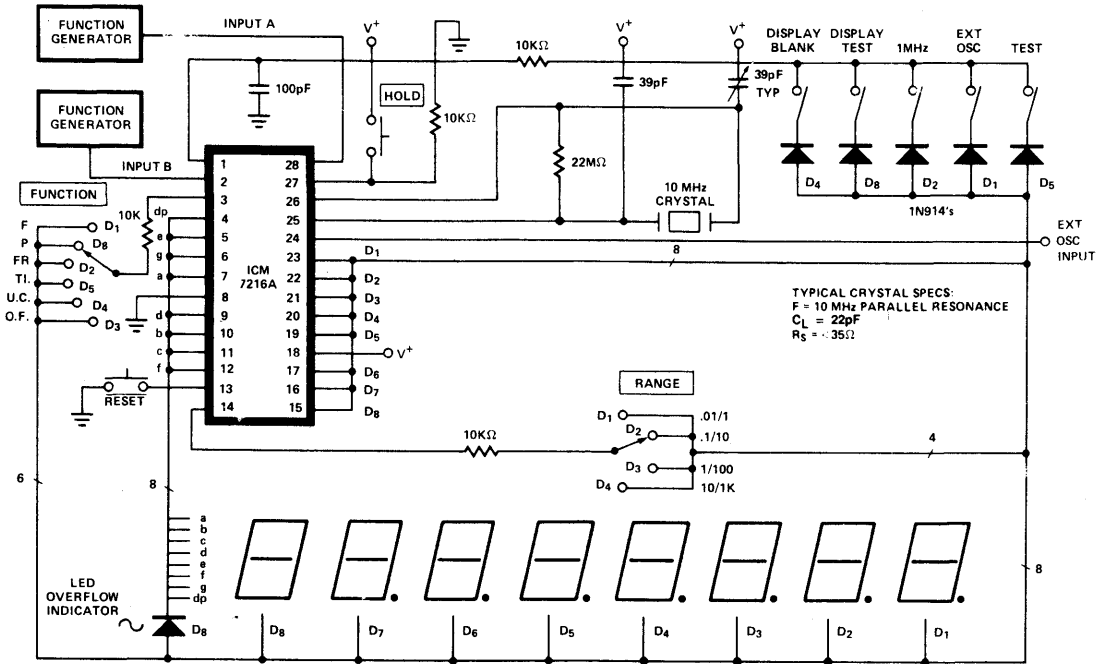 FUNCTION
GENERATOR
INPUT A
FUNCTION
GENERATOR
INPUT B
100pF
V+
HOLD
10KΩ
10KΩ
V+
39pF
V+
39pF
TYP
22MΩ
10 MHz
CRYSTAL
DISPLAY
BLANK
DISPLAY
TEST
1MHz
EXT
OSC
TEST
D4
D8
D2
D1
D5
1N914's
EXT
OSC
INPUT
FUNCTION
10K
F
P
FR
TI.
U.C.
O.F.
D1
D8
D2
D5
D4
D3
dp
e
g
a
d
b
c
f
1
2
3
4
5
6
7
8
9
10
11
12
13
14
ICM
7216A
28
27
26
25
24
23
22
21
20
19
18
17
16
15
D1
D2
D3
D4
D5
V+
D6
D7
D8
8
RESET
TYPICAL CRYSTAL SPECS:
F = 10 MHz PARALLEL RESONANCE
CL = 22pF
RS = <35Ω
RANGE
10KΩ
D1
.01/1
D2
.1/10
D3
1/100
D4
10/1K
4
6
8
8
a
b
c
d
e
f
g
dp
LED
OVERFLOW
INDICATOR
D8
D8
D7
D6
D5
D4
D3
D2
D1